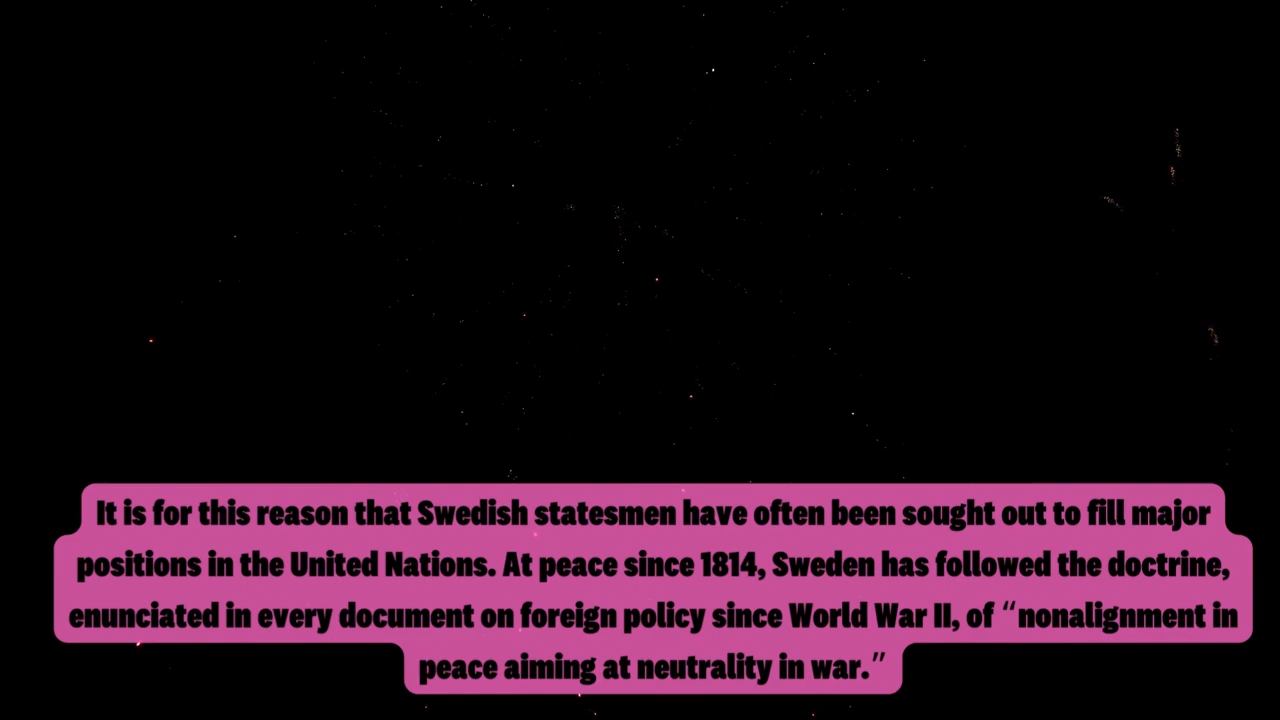 It is for this reason that Swedish statesmen have often been sought out to fill major
positions in the United Nations. At peace since 1814, Sweden has followed the doctrine,
enunciated in every document on foreign policy since World War II, of “nonalignment in
peace aiming at neutrality in war.”